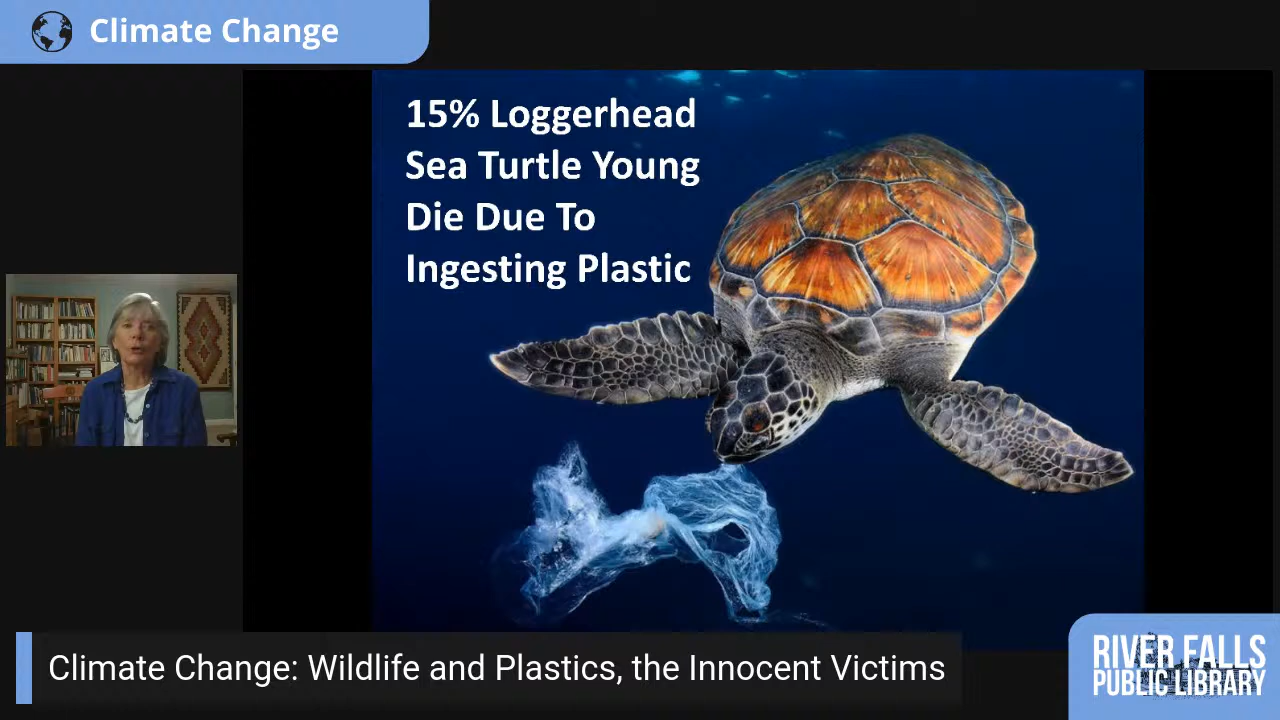 Climate Change
15% Loggerhead
Sea Turtle Young
Die Due To
Ingesting Plastic
Climate Change: Wildlife and Plastics, the Innocent Victims
RIVER FALLS
PUBLIC LIBRARY